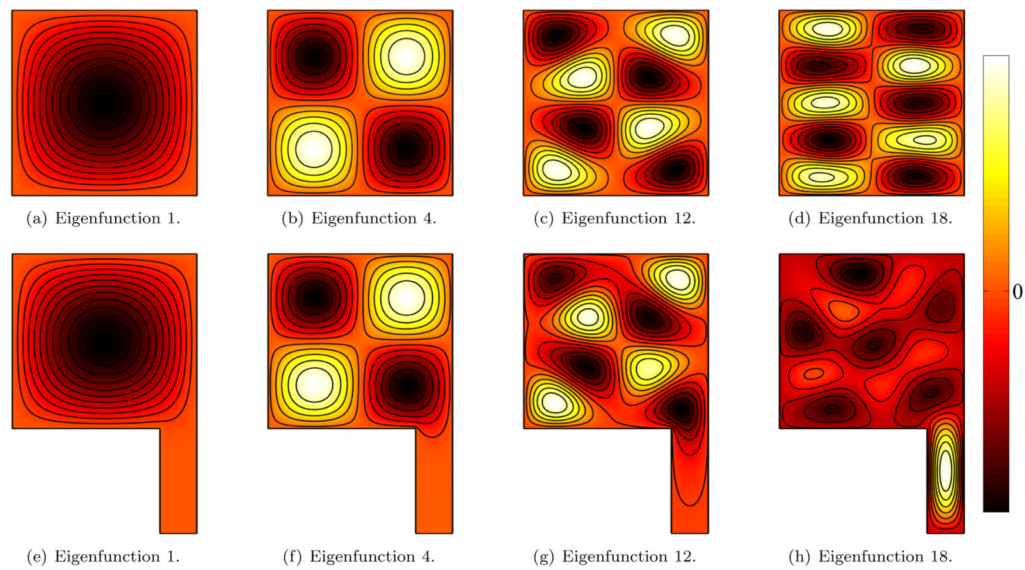 (a) Eigenfunction 1.
(b) Eigenfunction 4.
(c) Eigenfunction 12.
(d) Eigenfunction 18.
0
(e) Eigenfunction 1.
(f) Eigenfunction 4.
(g) Eigenfunction 12.
(h) Eigenfunction 18.